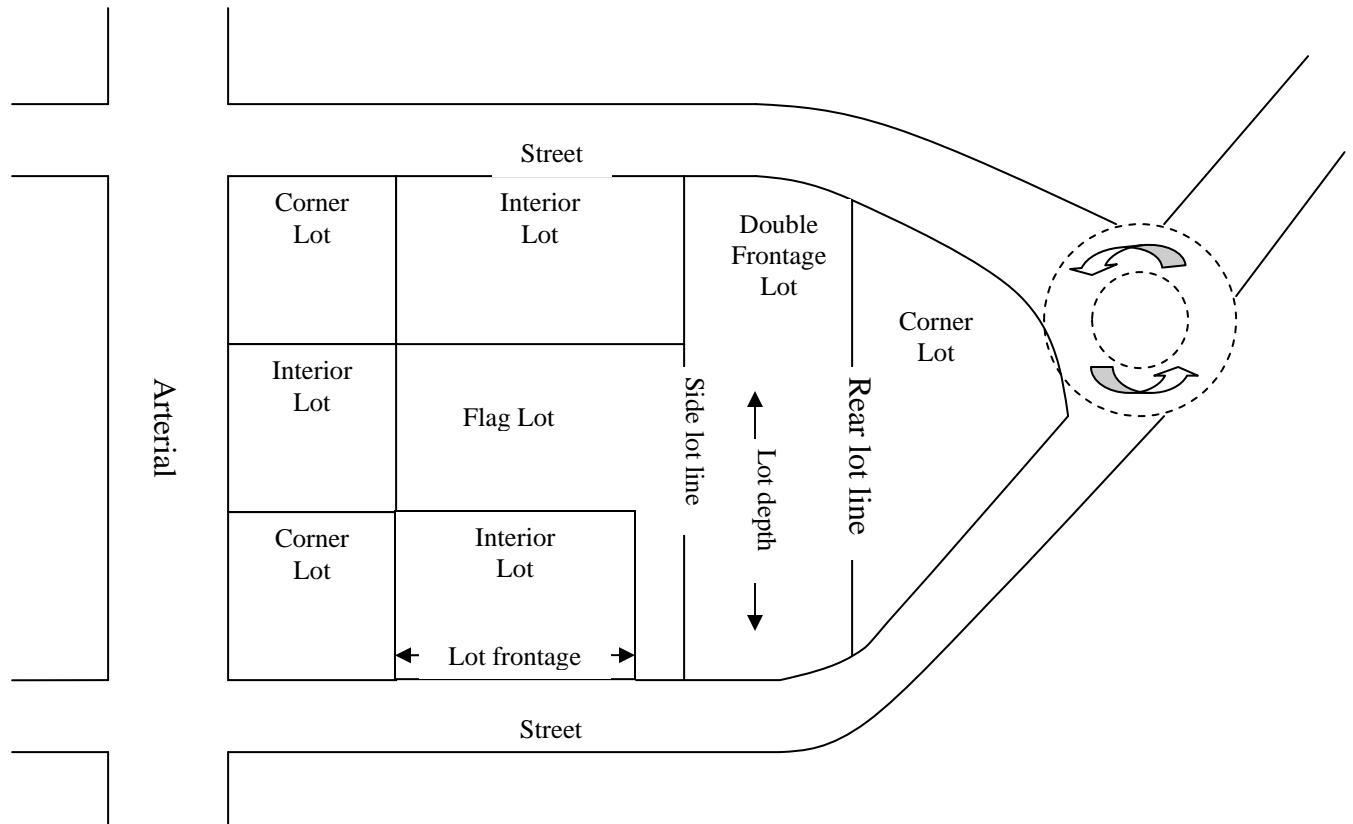 Street
Corner
Lot
Interior
Lot
Double
Frontage
Lot
Corner
Lot
Interior
Lot
Flag Lot
Arterial
Side lot line
Lot depth
Rear lot line
Corner
Lot
Interior
Lot
Lot frontage
Street